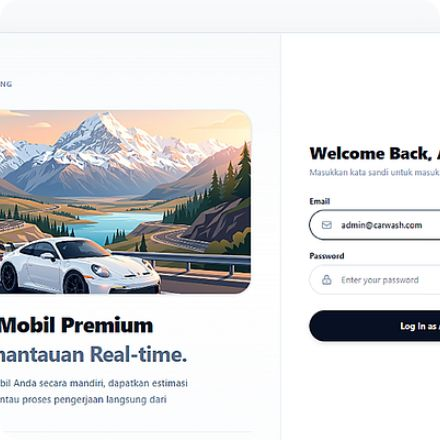 NG
Mobil Premium
nantauan Real-time.
bil Anda secara mandiri, dapatkan estimasi
ntau proses pengerjaan langsung dari
Welcome Back, A
Masukkan kata sandi untuk masuk
Email
admin@carwash.com
Password
Enter your password
Log In as A